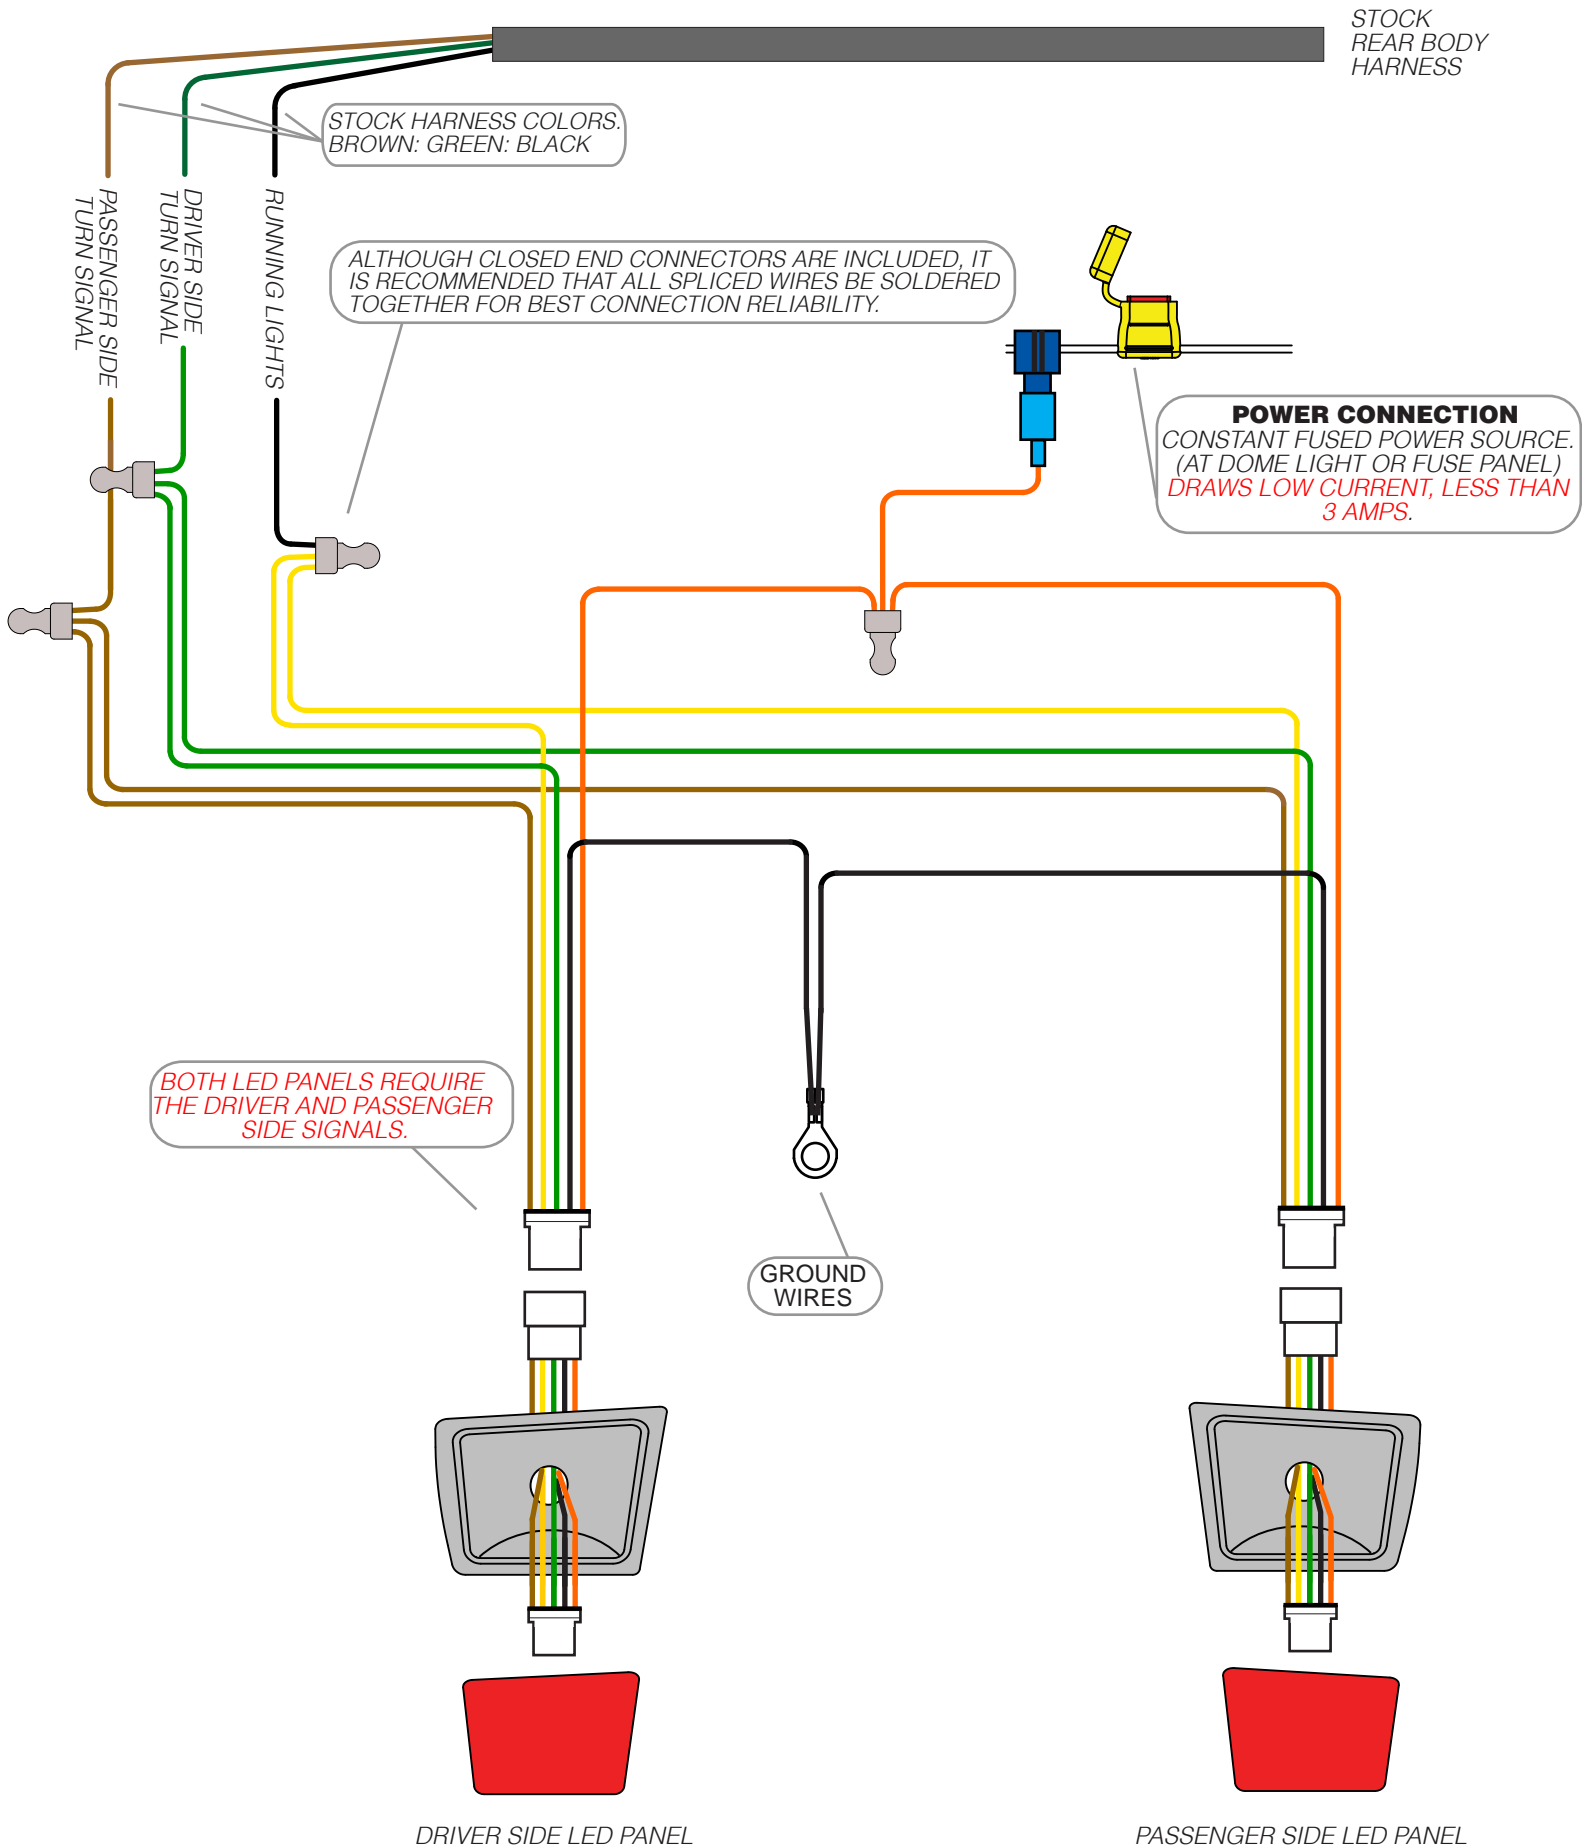 STOCK
REAR BODY
HARNESS
STOCK HARNESS COLORS.
BROWN: GREEN: BLACK
PASSENGER SIDE
TURN SIGNAL
DRIVER SIDE
TURN SIGNAL
RUNNING LIGHTS
ALTHOUGH CLOSED END CONNECTORS ARE INCLUDED, IT
IS RECOMMENDED THAT ALL SPLICED WIRES BE SOLDERED
TOGETHER FOR BEST CONNECTION RELIABILITY.
POWER CONNECTION
CONSTANT FUSED POWER SOURCE.
(AT DOME LIGHT OR FUSE PANEL)
DRAWS LOW CURRENT, LESS THAN
3 AMPS.
BOTH LED PANELS REQUIRE
THE DRIVER AND PASSENGER
SIDE SIGNALS.
GROUND
WIRES
DRIVER SIDE LED PANEL
PASSENGER SIDE LED PANEL